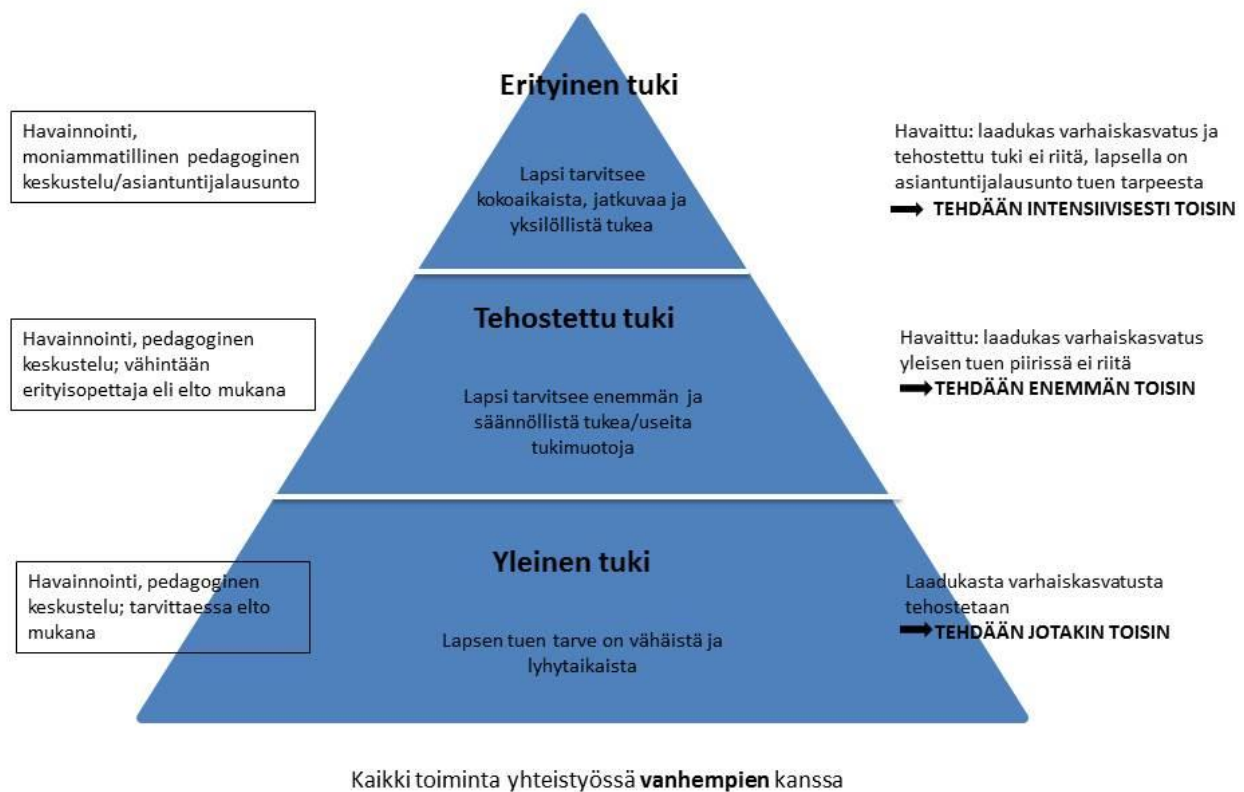 Erityinen tuki
Havainnointi,
moniammatillinen pedagoginen
keskustelu/asiantuntijalausunto
Lapsi tarvitsee
kokoaikaista, jatkuvaa ja
yksilöllistä tukea
Havaittu: laadukas varhaiskasvatus ja
tehostettu tuki ei riitä, lapsella on
asiantuntijalausunto tuen tarpeesta
TEHDÄÄN INTENSIIVISESTI TOISIN
Tehostettu tuki
Havainnointi, pedagoginen
keskustelu; vähintään
erityisopettaja eli elto mukana
Lapsi tarvitsee enemmän ja
säännöllistä tukea/useita
tukimuotoja
Havaittu: laadukas varhaiskasvatus
yleisen tuen piirissä ei riitä
TEHDÄÄN ENEMMÄN TOISIN
Yleinen tuki
Havainnointi, pedagoginen
keskustelu; tarvittaessa elto
mukana
Lapsen tuen tarve on vähäistä ja
lyhytaikaista
Laadukasta varhaiskasvatusta
tehostetaan
TEHDÄÄN JOTAKIN TOISIN
Kaikki toiminta yhteistyössä vanhempien kanssa